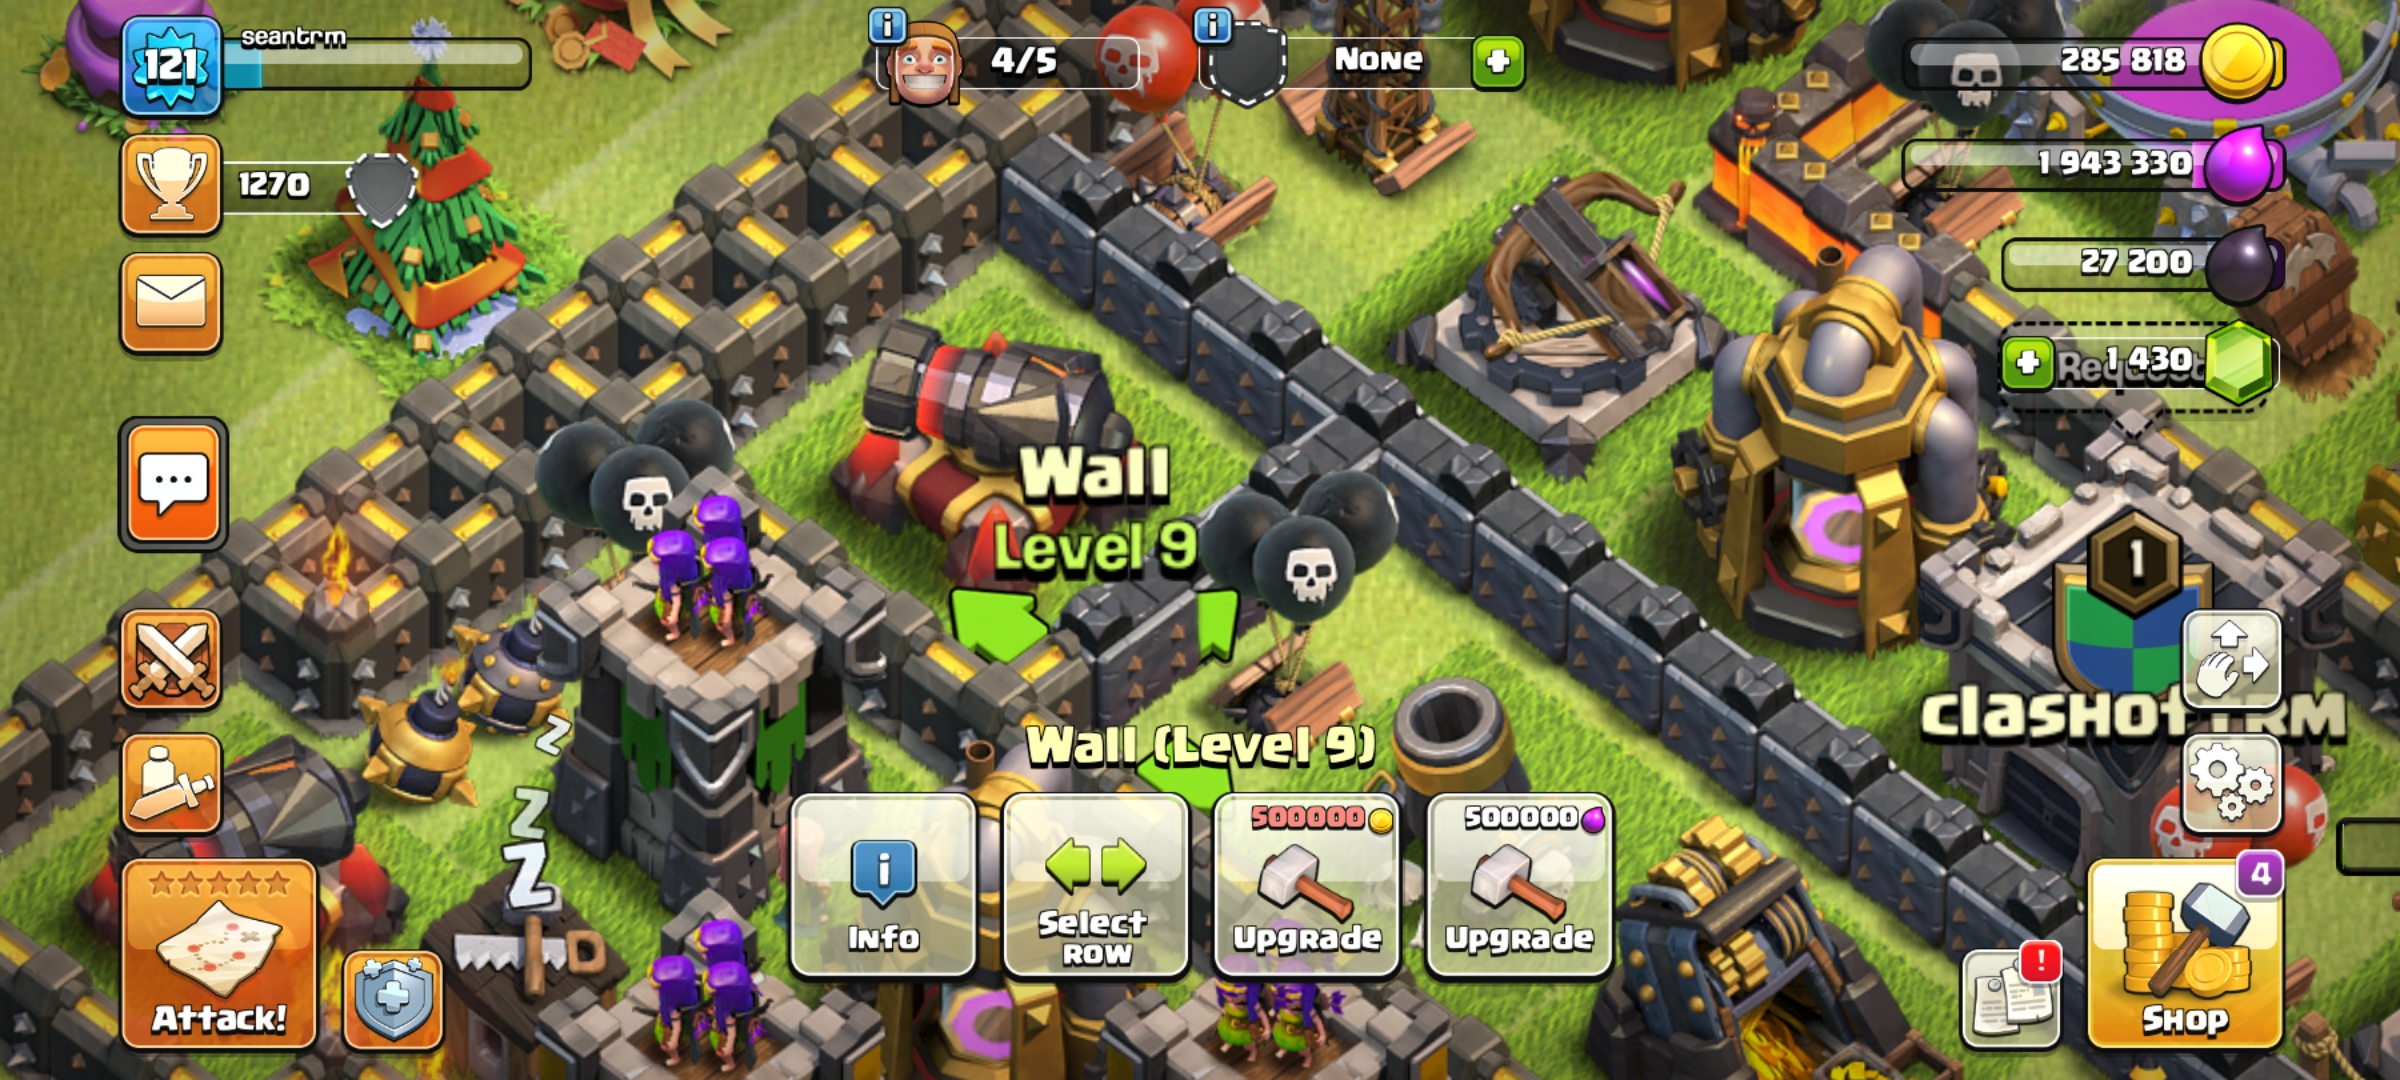 121
seantrm
4/5
None
285 818
1270
1 943 330
27 200
1 430
Wall
Level 9
1
Wall (Level 9)
500000
500000
Info
Select
Row
Upgrade
Upgrade
Z
Z
Z
4
!
Attack!
Shop